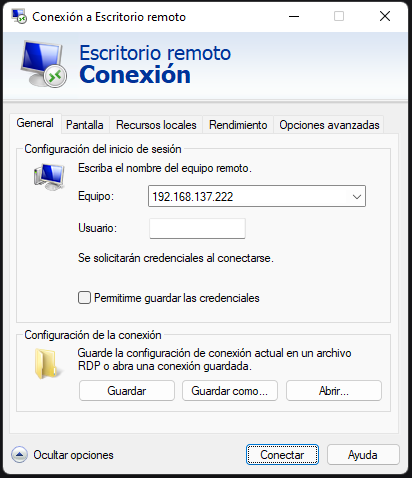 Conexión a Escritorio remoto
Escritorio remoto
Conexión
General Pantalla Recursos locales Rendimiento Opciones avanzadas
Configuración del inicio de sesión
Escriba el nombre del equipo remoto.
Equipo: 192.168.137.222
Usuario:
Se solicitarán credenciales al conectarse.
Permitirme guardar las credenciales
Configuración de la conexión
Guarde la configuración de conexión actual en un archivo
RDP o abra una conexión guardada.
Guardar Guardar como... Abrir...
Ocultar opciones Conectar Ayuda